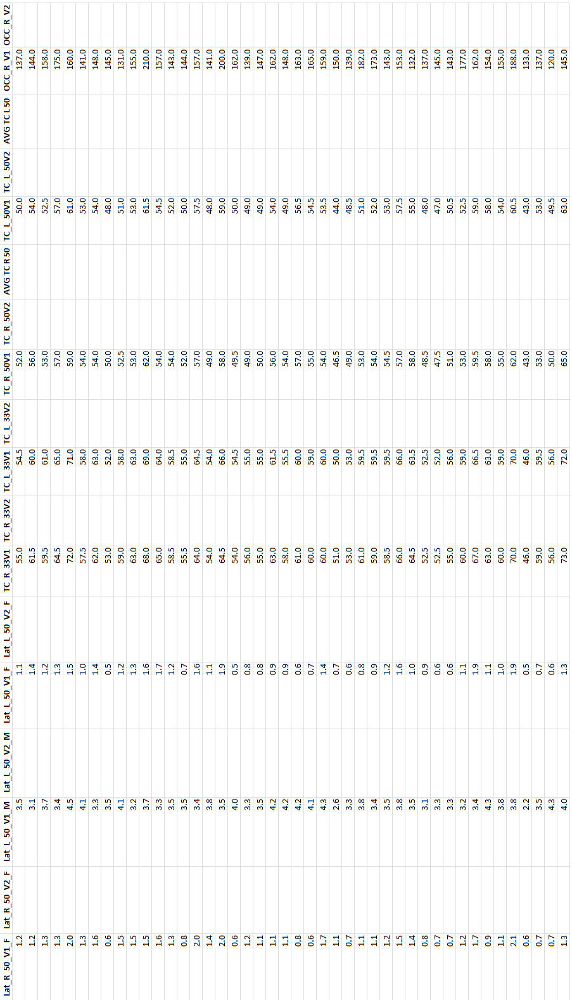 Lat_R_50_V1_F Lat_R_50_V2_F Lat_L_50_V1_M Lat_L_50_V2_M Lat_L_50_V1_F Lat_L_50_V2_F TC_R_33V1 TC_R_33V2 TC_L_33V1 TC_L_33V2 TC_R_50V1 TC_R_50V2 AVG TC R 50 TC_L_50V1 TC_L_50V2 AVG TC L 50 OCC_R_V1 OCC_R_V2
1.2 3.5 1.1 55.0 54.5 52.0 50.0 137.0
1.2 3.1 1.4 61.5 60.0 56.0 54.0 144.0
1.3 3.7 1.2 59.5 61.0 53.0 52.5 158.0
1.3 3.4 1.3 64.5 65.0 57.0 57.0 175.0
2.0 4.5 1.5 72.0 71.0 59.0 61.0 160.0
1.3 4.1 1.0 57.5 58.0 54.0 53.0 141.0
1.6 3.3 1.4 62.0 63.0 54.0 54.0 148.0
0.6 3.5 0.5 53.0 52.0 50.0 48.0 145.0
1.5 4.1 1.2 59.0 58.0 52.5 51.0 131.0
1.5 3.2 1.3 63.0 63.0 53.0 53.0 155.0
1.5 3.7 1.6 68.0 69.0 62.0 61.5 210.0
1.6 3.3 1.7 65.0 64.0 54.0 54.5 157.0
1.3 3.5 1.2 58.5 58.5 54.0 52.0 143.0
0.8 3.5 0.7 55.5 55.0 52.0 50.0 144.0
2.0 3.4 1.6 64.0 64.5 57.0 57.5 157.0
1.4 3.8 1.1 54.0 54.0 49.0 48.0 141.0
2.0 3.5 1.9 64.5 66.0 58.0 59.0 200.0
0.6 4.0 0.5 54.0 54.5 49.5 50.0 162.0
1.2 3.3 0.8 56.0 55.0 49.0 49.0 139.0
1.1 3.5 0.8 55.0 55.0 50.0 49.0 147.0
1.1 4.2 0.9 63.0 61.5 56.0 54.0 162.0
1.1 4.2 0.9 58.0 55.5 54.0 49.0 148.0
0.8 4.2 0.6 61.0 60.0 57.0 56.5 163.0
0.6 4.1 0.7 60.0 59.0 55.0 54.5 165.0
1.7 4.3 1.4 60.0 60.0 54.0 53.5 159.0
1.1 2.6 0.7 51.0 50.0 46.5 44.0 150.0
0.7 3.3 0.6 53.0 53.0 49.0 48.5 139.0
1.1 3.8 0.8 61.0 59.5 53.0 51.0 182.0
1.1 3.4 0.9 59.0 59.5 54.0 52.0 173.0
1.2 3.5 1.2 58.5 59.5 54.5 53.0 143.0
1.5 3.8 1.6 66.0 66.0 57.0 57.5 153.0
1.4 3.5 1.0 64.5 63.5 58.0 55.0 132.0
0.8 3.1 0.9 52.5 52.5 48.5 48.0 137.0
0.7 3.3 0.6 52.5 52.0 47.5 47.0 145.0
0.7 3.3 0.6 55.0 56.0 51.0 50.5 143.0
1.2 3.2 1.1 60.0 59.0 53.0 52.5 177.0
1.7 3.4 1.9 67.0 66.5 59.5 59.0 162.0
0.9 4.3 1.1 63.0 63.0 58.0 58.0 154.0
1.1 3.8 1.0 60.0 59.0 55.0 54.0 155.0
2.1 3.8 1.9 70.0 70.0 62.0 60.5 188.0
0.6 2.2 0.5 46.0 46.0 43.0 43.0 133.0
0.7 3.5 0.7 59.0 59.5 53.0 53.0 137.0
0.7 4.3 0.6 56.0 56.0 50.0 49.5 120.0
1.3 4.0 1.3 73.0 72.0 65.0 63.0 145.0